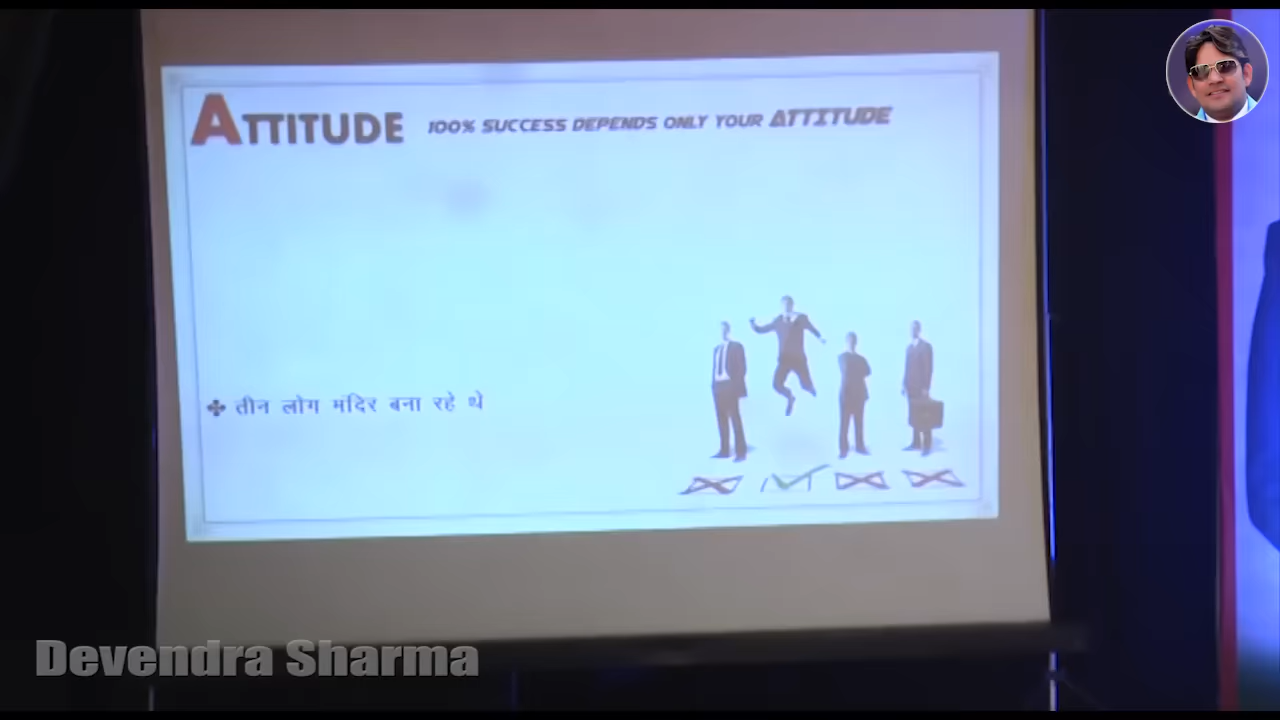 ATTITUDE 100% SUCCESS DEPENDS ONLY YOUR ATTITUDE
तीन लोग मंदिर बना रहे थे
Devendra Sharma